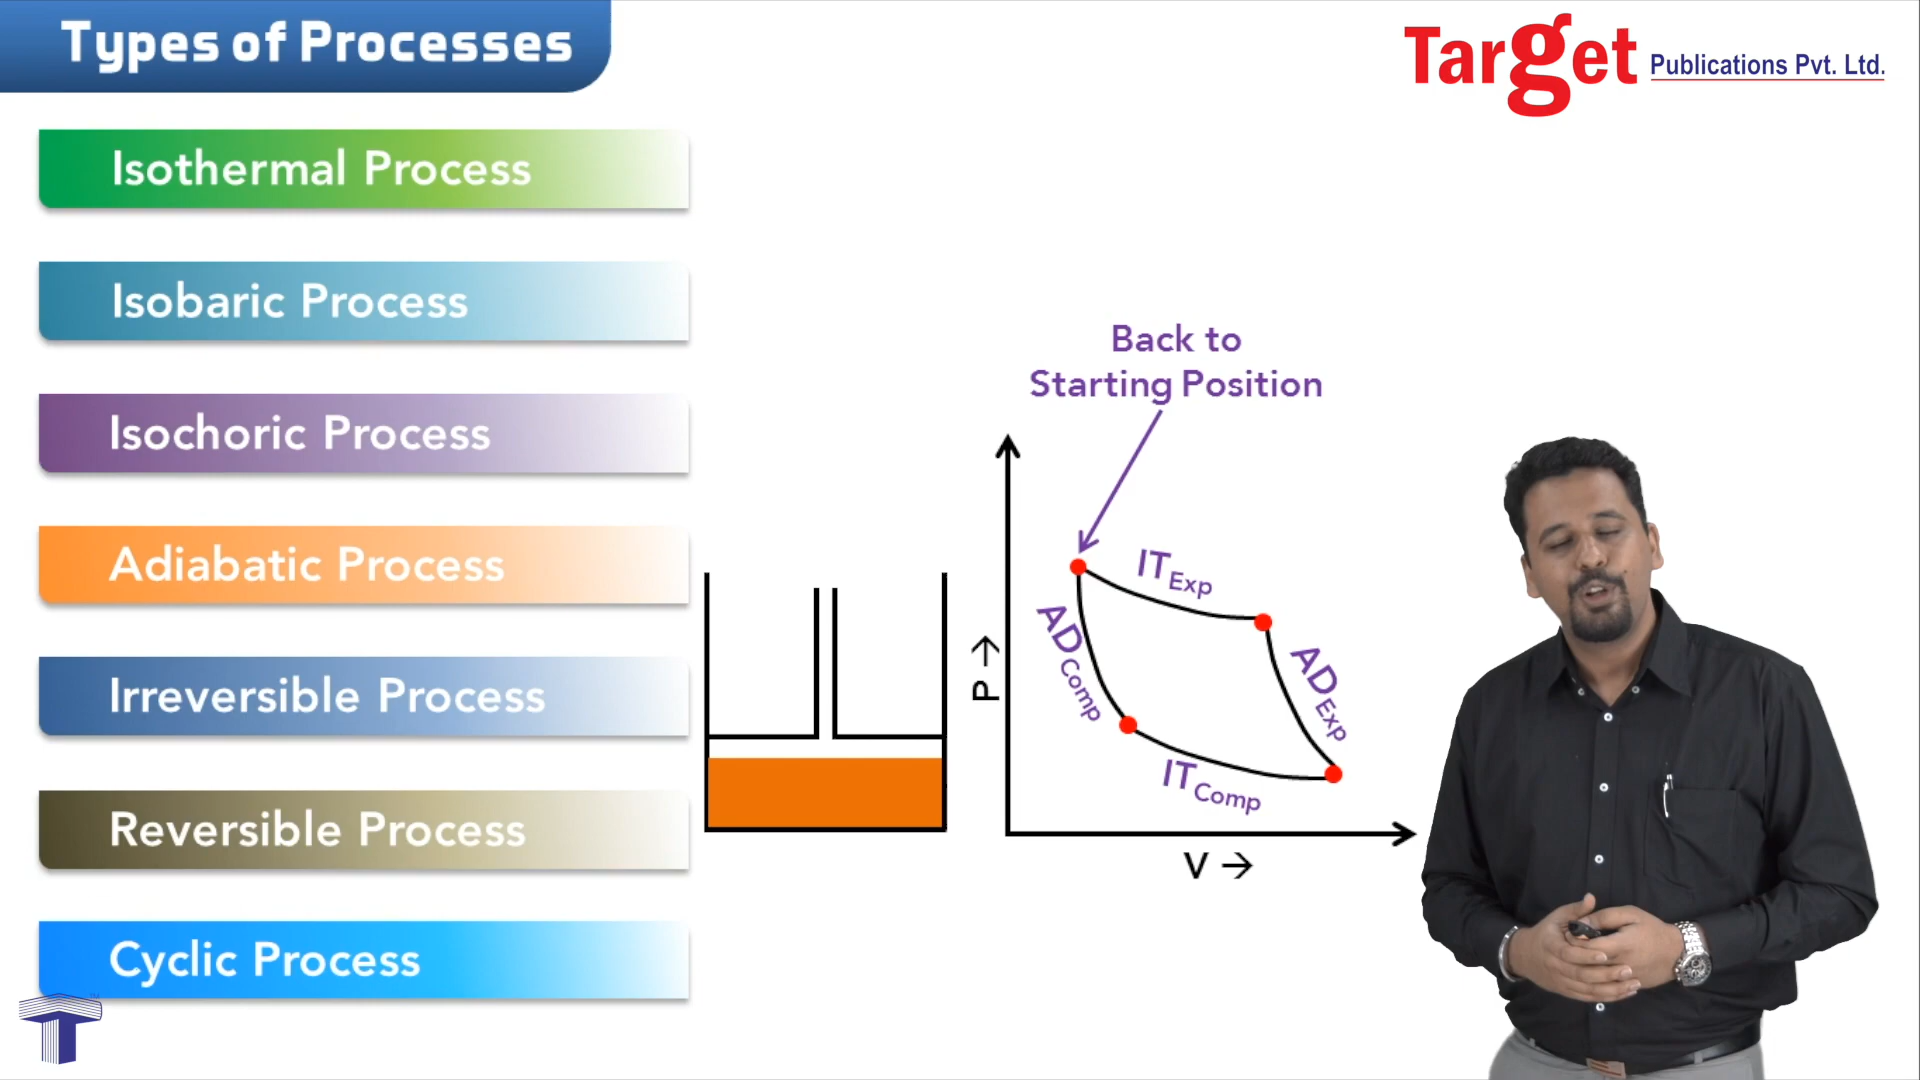 Types of Processes
Target Publications Pvt. Ltd.
Isothermal Process
Isobaric Process
Isochoric Process
Adiabatic Process
Irreversible Process
Reversible Process
Cyclic Process
Back to
Starting Position
IT Exp
AD Exp
AD Comp
IT Comp
P →
V →
T